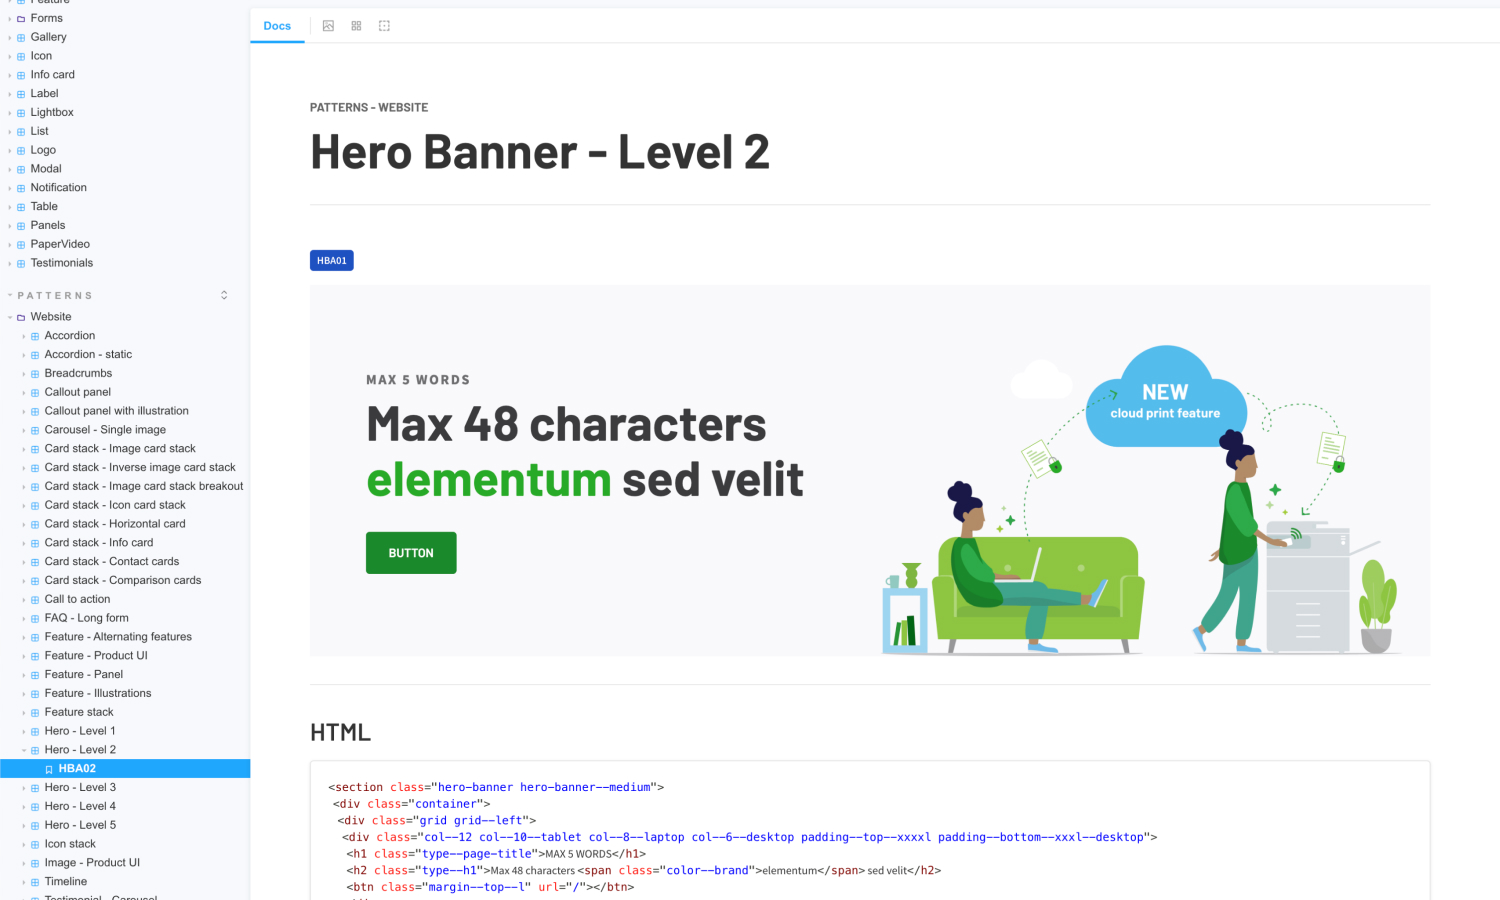 Feature
Forms
Gallery
Icon
Info card
Label
Lightbox
List
Logo
Modal
Notification
Table
Panels
PaperVideo
Testimonials
PATTERNS
Website
Accordion
Accordion - static
Breadcrumbs
Callout panel
Callout panel with illustration
Carousel - Single image
Card stack - Image card stack
Card stack - Inverse image card stack
Card stack - Image card stack breakout
Card stack - Icon card stack
Card stack - Horizontal card
Card stack - Info card
Card stack - Contact cards
Card stack - Comparison cards
Call to action
FAQ - Long form
Feature - Alternating features
Feature - Product UI
Feature - Panel
Feature - Illustrations
Feature stack
Hero - Level 1
Hero - Level 2
HBA02
Hero - Level 3
Hero - Level 4
Hero - Level 5
Icon stack
Image - Product UI
Timeline
Testimonial - Carousel
Docs
PATTERNS - WEBSITE
Hero Banner - Level 2
HBA01
MAX 5 WORDS
Max 48 characters
elementum sed velit
BUTTON
NEW
cloud print feature
HTML
<section class="hero-banner hero-banner--medium">
<div class="container">
<div class="grid grid--left">
<div class="col--12 col--10--tablet col--8--laptop col--6--desktop padding--top--xxxxl padding--bottom--xxxl--desktop">
<h1 class="type--page-title">MAX 5 WORDS</h1>
<h2 class="type--h1">Max 48 characters <span class="color--brand">elementum</span> sed velit</h2>
<btn class="margin--top--l" url="/"></btn>